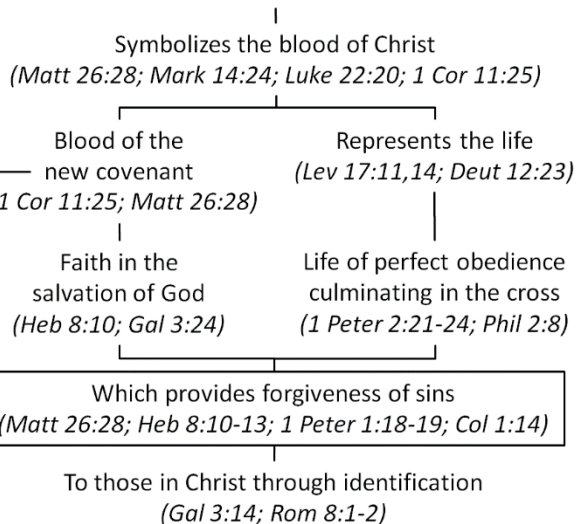 Symbolizes the blood of Christ
(Matt 26:28; Mark 14:24; Luke 22:20; 1 Cor 11:25)
Blood of the
new covenant
1 Cor 11:25; Matt 26:28)
Represents the life
(Lev 17:11,14; Deut 12:23)
Faith in the
salvation of God
(Heb 8:10; Gal 3:24)
Life of perfect obedience
culminating in the cross
(1 Peter 2:21-24; Phil 2:8)
Which provides forgiveness of sins
(Matt 26:28; Heb 8:10-13; 1 Peter 1:18-19; Col 1:14)
To those in Christ through identification
(Gal 3:14; Rom 8:1-2)